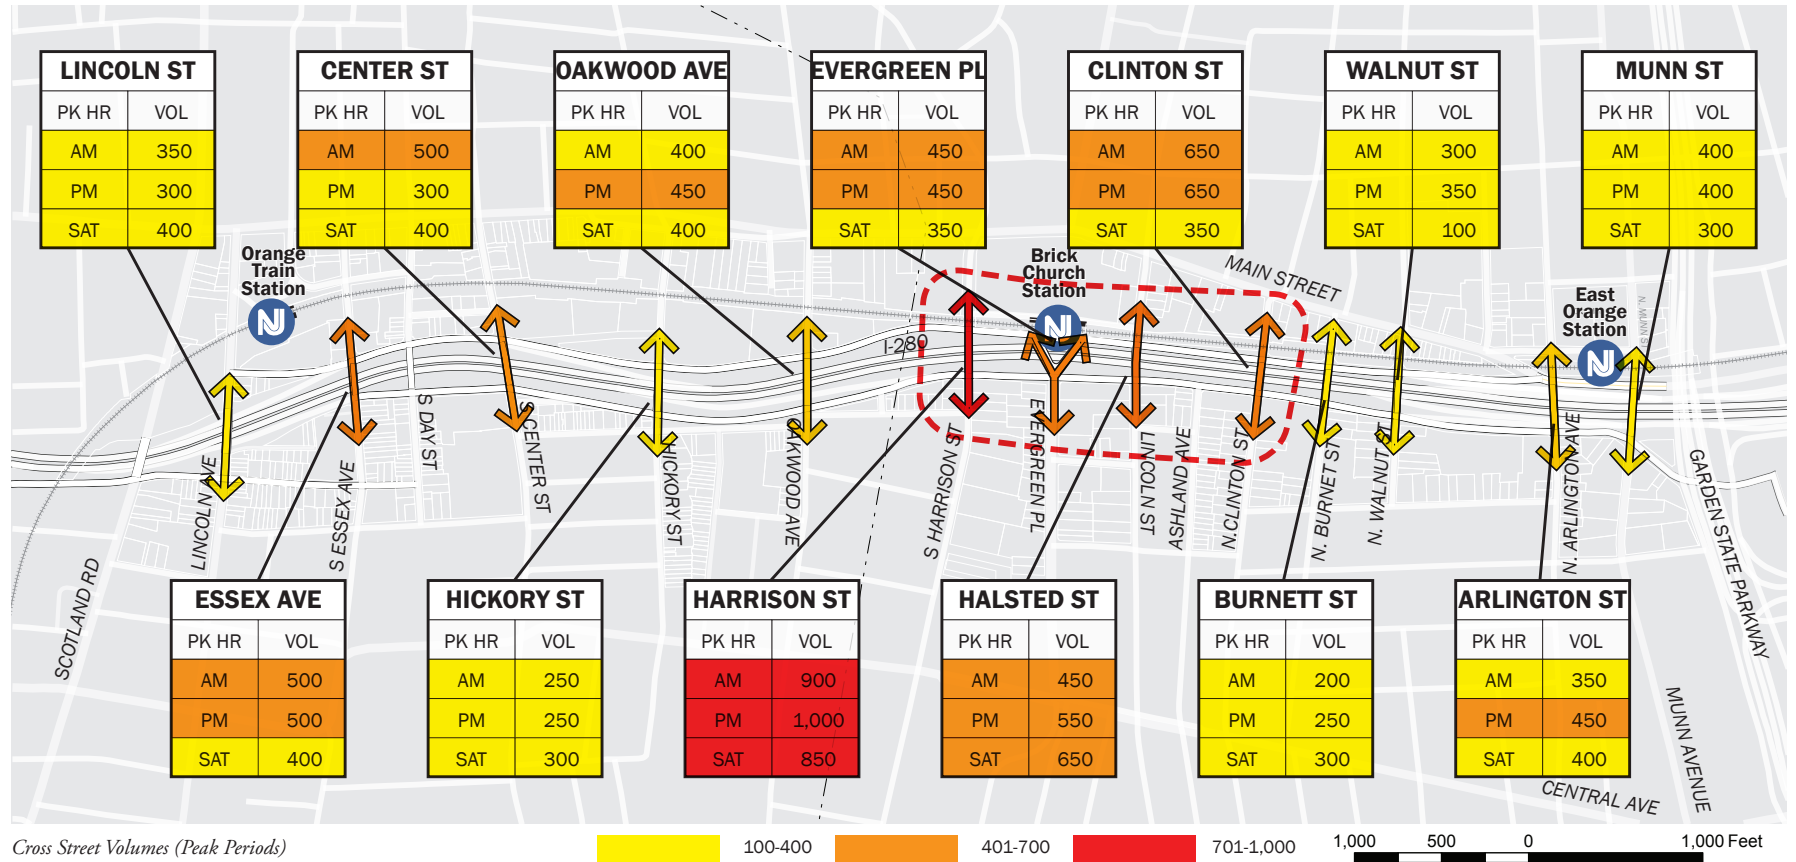 LINCOLN ST
PK HR VOL
AM 350
PM 300
SAT 400
CENTER ST
PK HR VOL
AM 500
PM 300
SAT 400
OAKWOOD AVE
PK HR VOL
AM 400
PM 450
SAT 400
EVERGREEN PL
PK HR VOL
AM 450
PM 450
SAT 350
CLINTON ST
PK HR VOL
AM 650
PM 650
SAT 350
WALNUT ST
PK HR VOL
AM 300
PM 350
SAT 100
MUNN ST
PK HR VOL
AM 400
PM 400
SAT 300
Orange
Train
Station
Brick
Church
Station
East
Orange
Station
MAIN STREET
N. MUNN ST
I-280
SCOTLAND RD
LINCOLN AVE
S ESSEX AVE
S DAY ST
S CENTER ST
HICKORY ST
OAKWOOD AVE
S HARRISON ST
EVERGREEN PL
LINCOLN ST
ASHLAND AVE
N.CLINTON ST
N. BURNET ST
N. WALNUT ST
N. ARLINGTON AVE
GARDEN STATE PARKWAY
MUNN AVENUE
CENTRAL AVE
ESSEX AVE
PK HR VOL
AM 500
PM 500
SAT 400
HICKORY ST
PK HR VOL
AM 250
PM 250
SAT 300
HARRISON ST
PK HR VOL
AM 900
PM 1,000
SAT 850
HALSTED ST
PK HR VOL
AM 450
PM 550
SAT 650
BURNETT ST
PK HR VOL
AM 200
PM 250
SAT 300
ARLINGTON ST
PK HR VOL
AM 350
PM 450
SAT 400
Cross Street Volumes (Peak Periods)
100-400
401-700
701-1,000
1,000 500 0 1,000 Feet